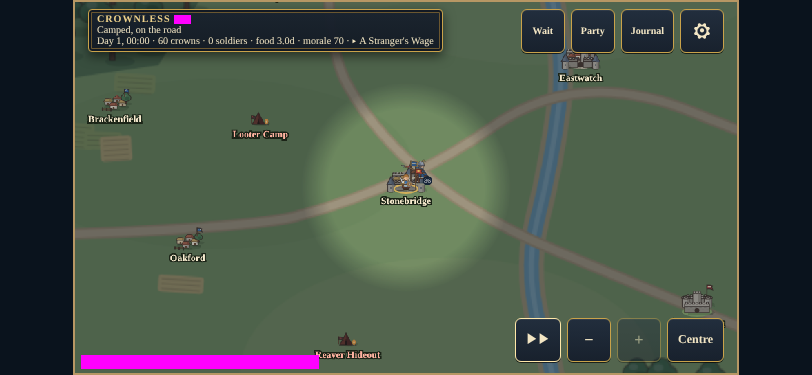 CROWNLESS
Camped, on the road
Day 1, 00:00 · 60 crowns · 0 soldiers · food 3.0d · morale 70 · ▸ A Stranger's Wage
Wait
Party
Journal
Eastwatch
Brackenfield
Looter Camp
Stonebridge
Oakford
Reaver Hideout
Centre